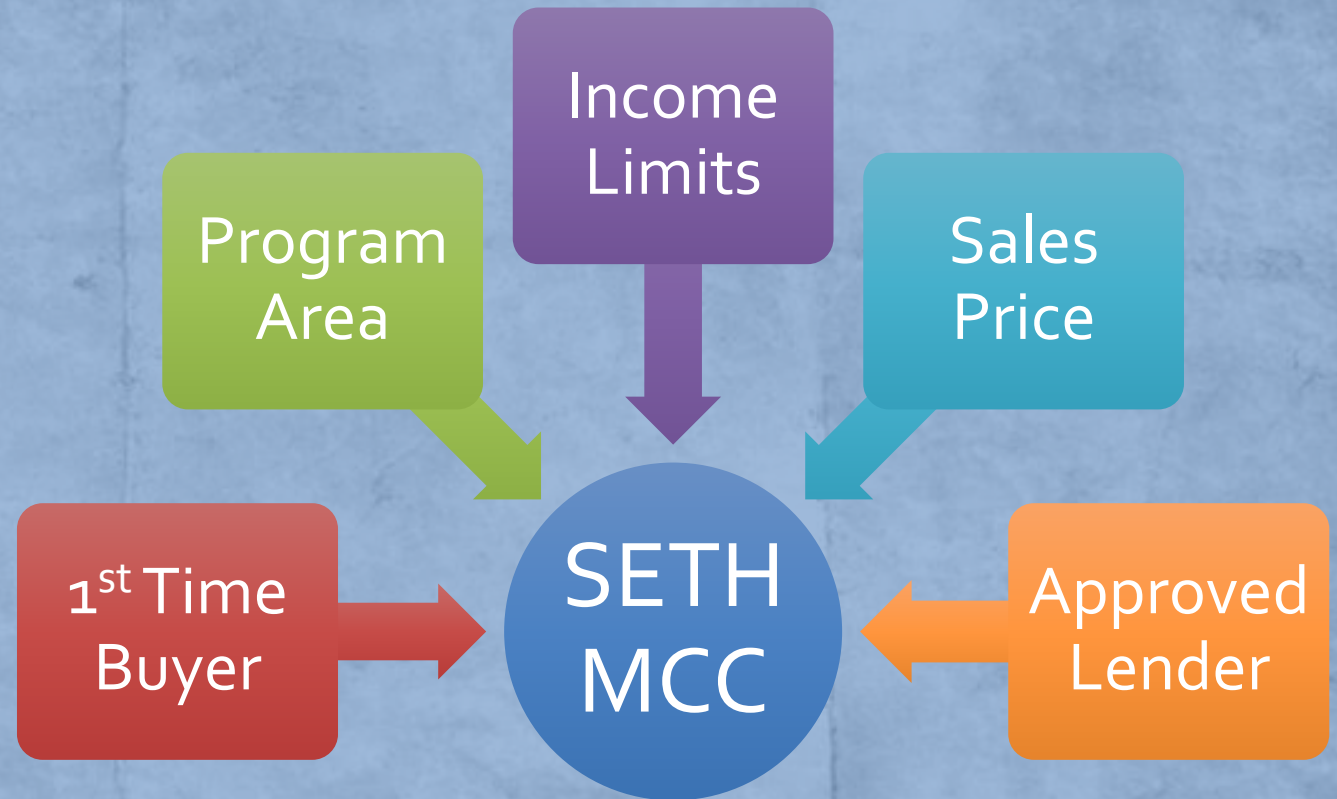 Income
Limits
Program
Area
Sales
Price
1st Time
Buyer
SETH
MCC
Approved
Lender